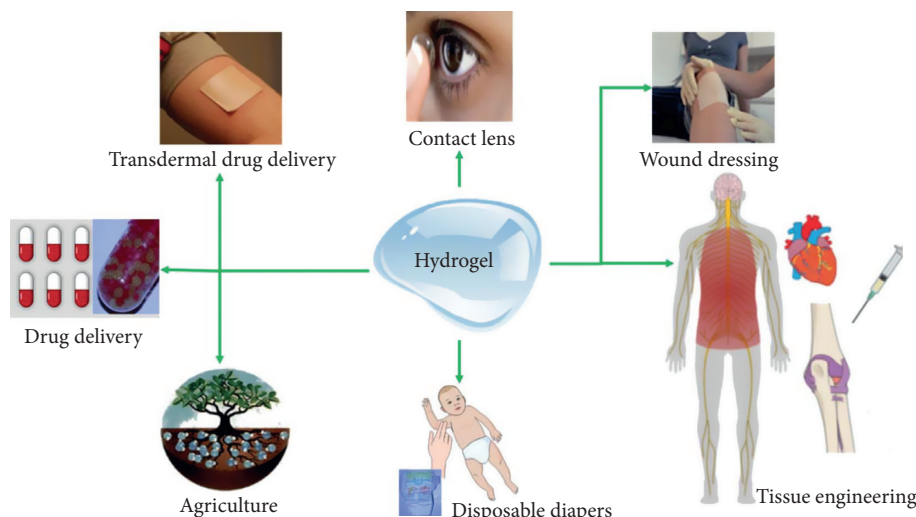 Transdermal drug delivery
Contact lens
Wound dressing
Hydrogel
Drug delivery
Agriculture
Disposable diapers
Tissue engineering